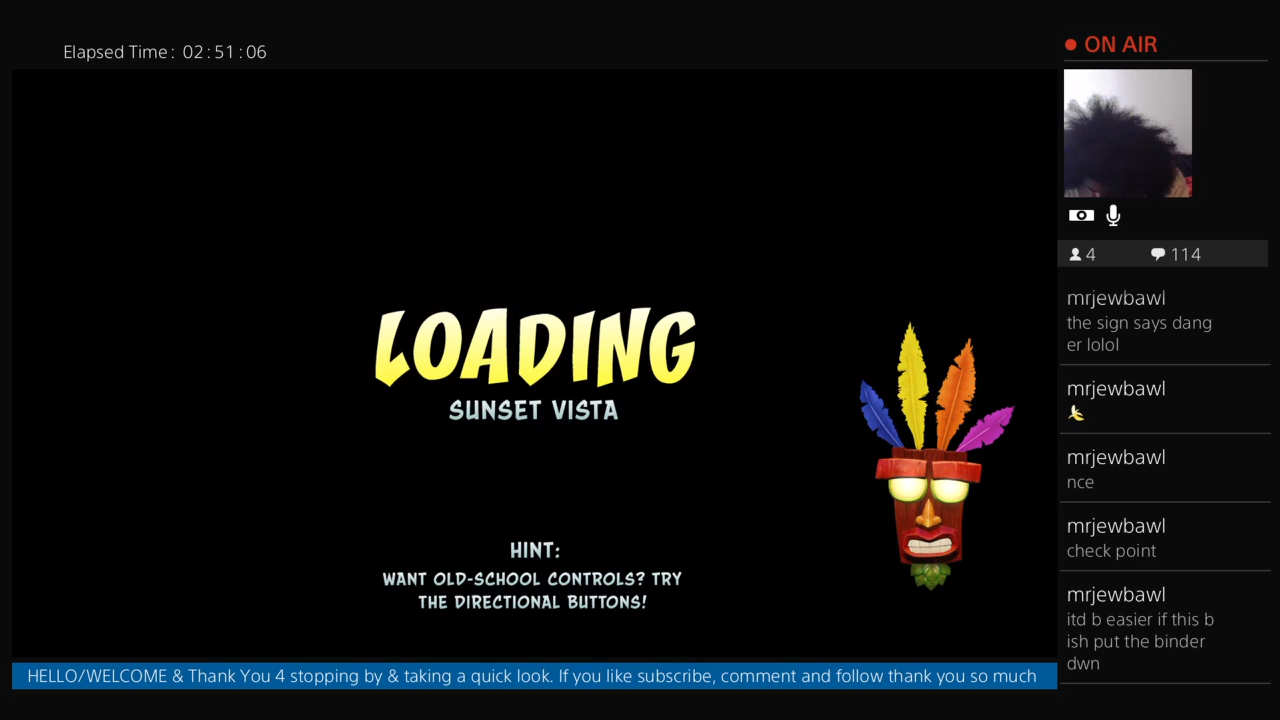 Elapsed Time: 02:51:06
ON AIR
4 114
LOADING
SUNSET VISTA
HINT:
WANT OLD-SCHOOL CONTROLS? TRY
THE DIRECTIONAL BUTTONS!
mrjewbawl
the sign says dang
er lolol
mrjewbawl
🍌
mrjewbawl
nce
mrjewbawl
check point
mrjewbawl
itd b easier if this b
ish put the binder
dwn
HELLO/WELCOME & Thank You 4 stopping by & taking a quick look. If you like subscribe, comment and follow thank you so much